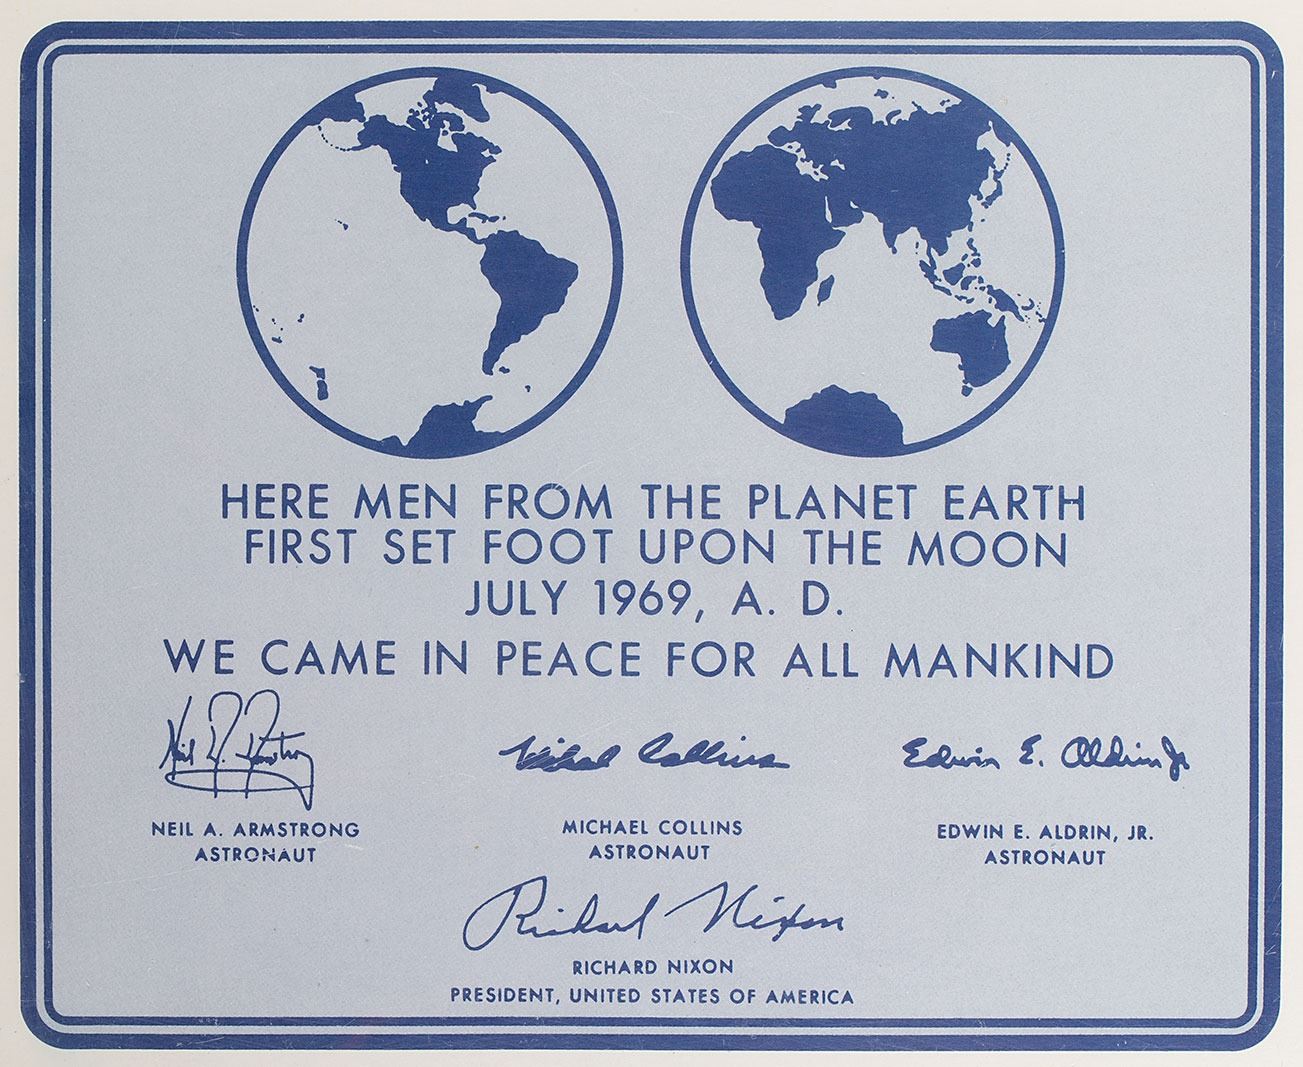 HERE MEN FROM THE PLANET EARTH
FIRST SET FOOT UPON THE MOON
JULY 1969, A. D.
WE CAME IN PEACE FOR ALL MANKIND
Neil A. Armstrong
Michael Collins
Edwin E. Aldrin Jr
NEIL A. ARMSTRONG
ASTRONAUT
MICHAEL COLLINS
ASTRONAUT
EDWIN E. ALDRIN, JR.
ASTRONAUT
Richard Nixon
RICHARD NIXON
PRESIDENT, UNITED STATES OF AMERICA